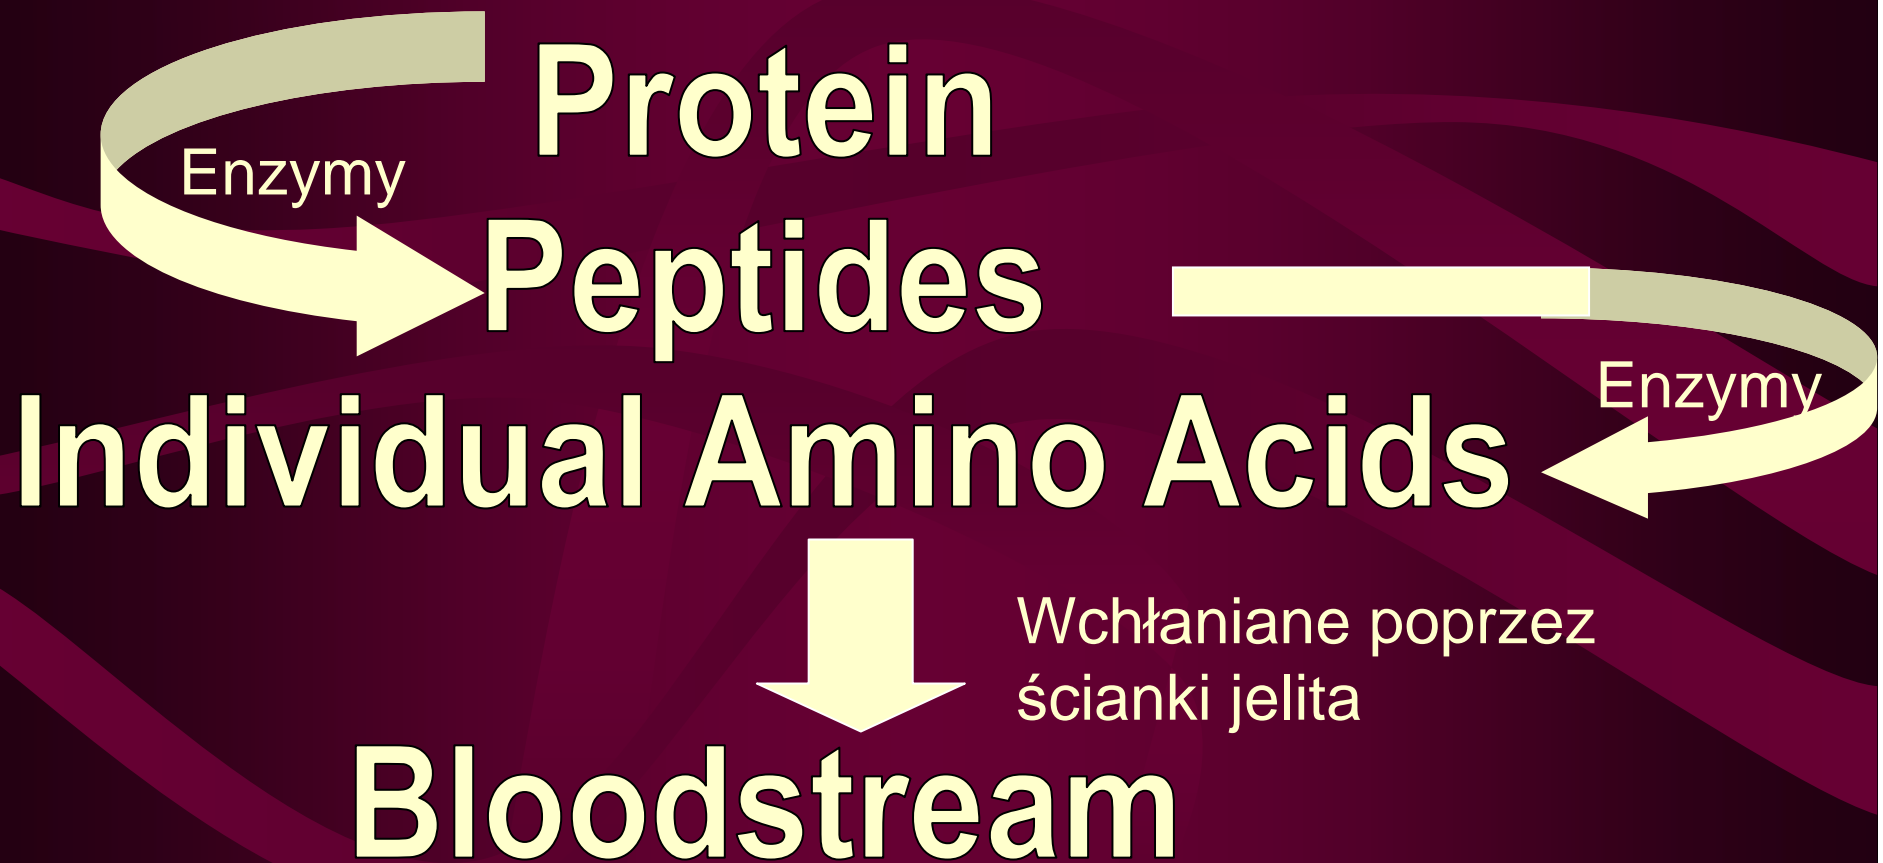 Protein
Enzymy
Peptides
Enzymy
Individual Amino Acids
Wchłaniane poprzez
ścianki jelita
Bloodstream